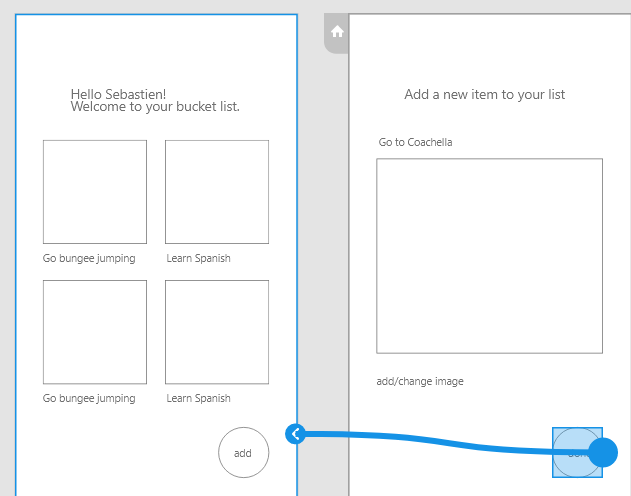 Hello Sebastien!
Welcome to your bucket list.
Go bungee jumping
Learn Spanish
Go bungee jumping
Learn Spanish
add
Add a new item to your list
Go to Coachella
add/change image